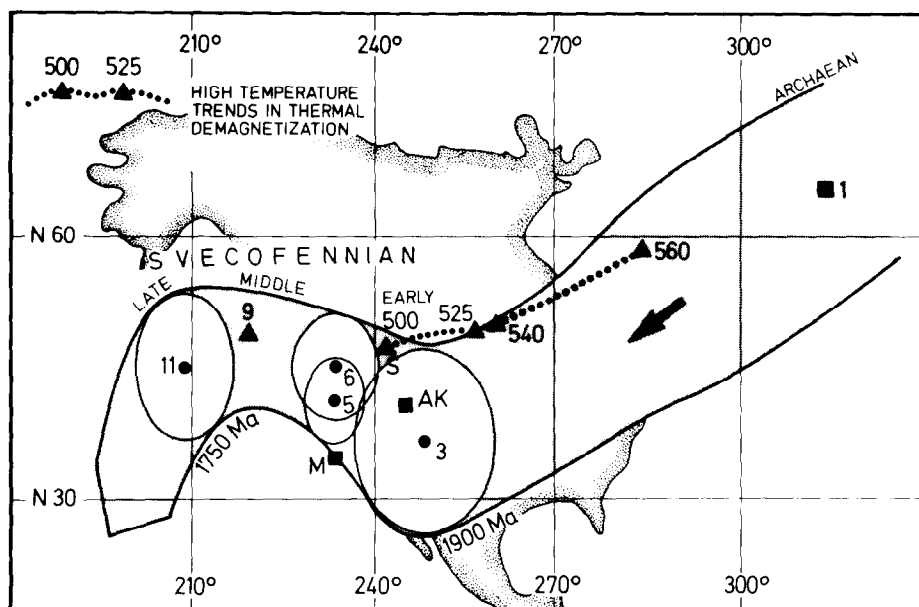 210° 240° 270° 300°
500 525
HIGH TEMPERATURE
TRENDS IN THERMAL
DEMAGNETIZATION
ARCHAEAN
1
N 60
SVECOFENNIAN
560
LATE MIDDLE EARLY
500 525 540
9
S
11
6
5
AK
3
M
1750 Ma
1900 Ma
N 30
210° 240° 270° 300°